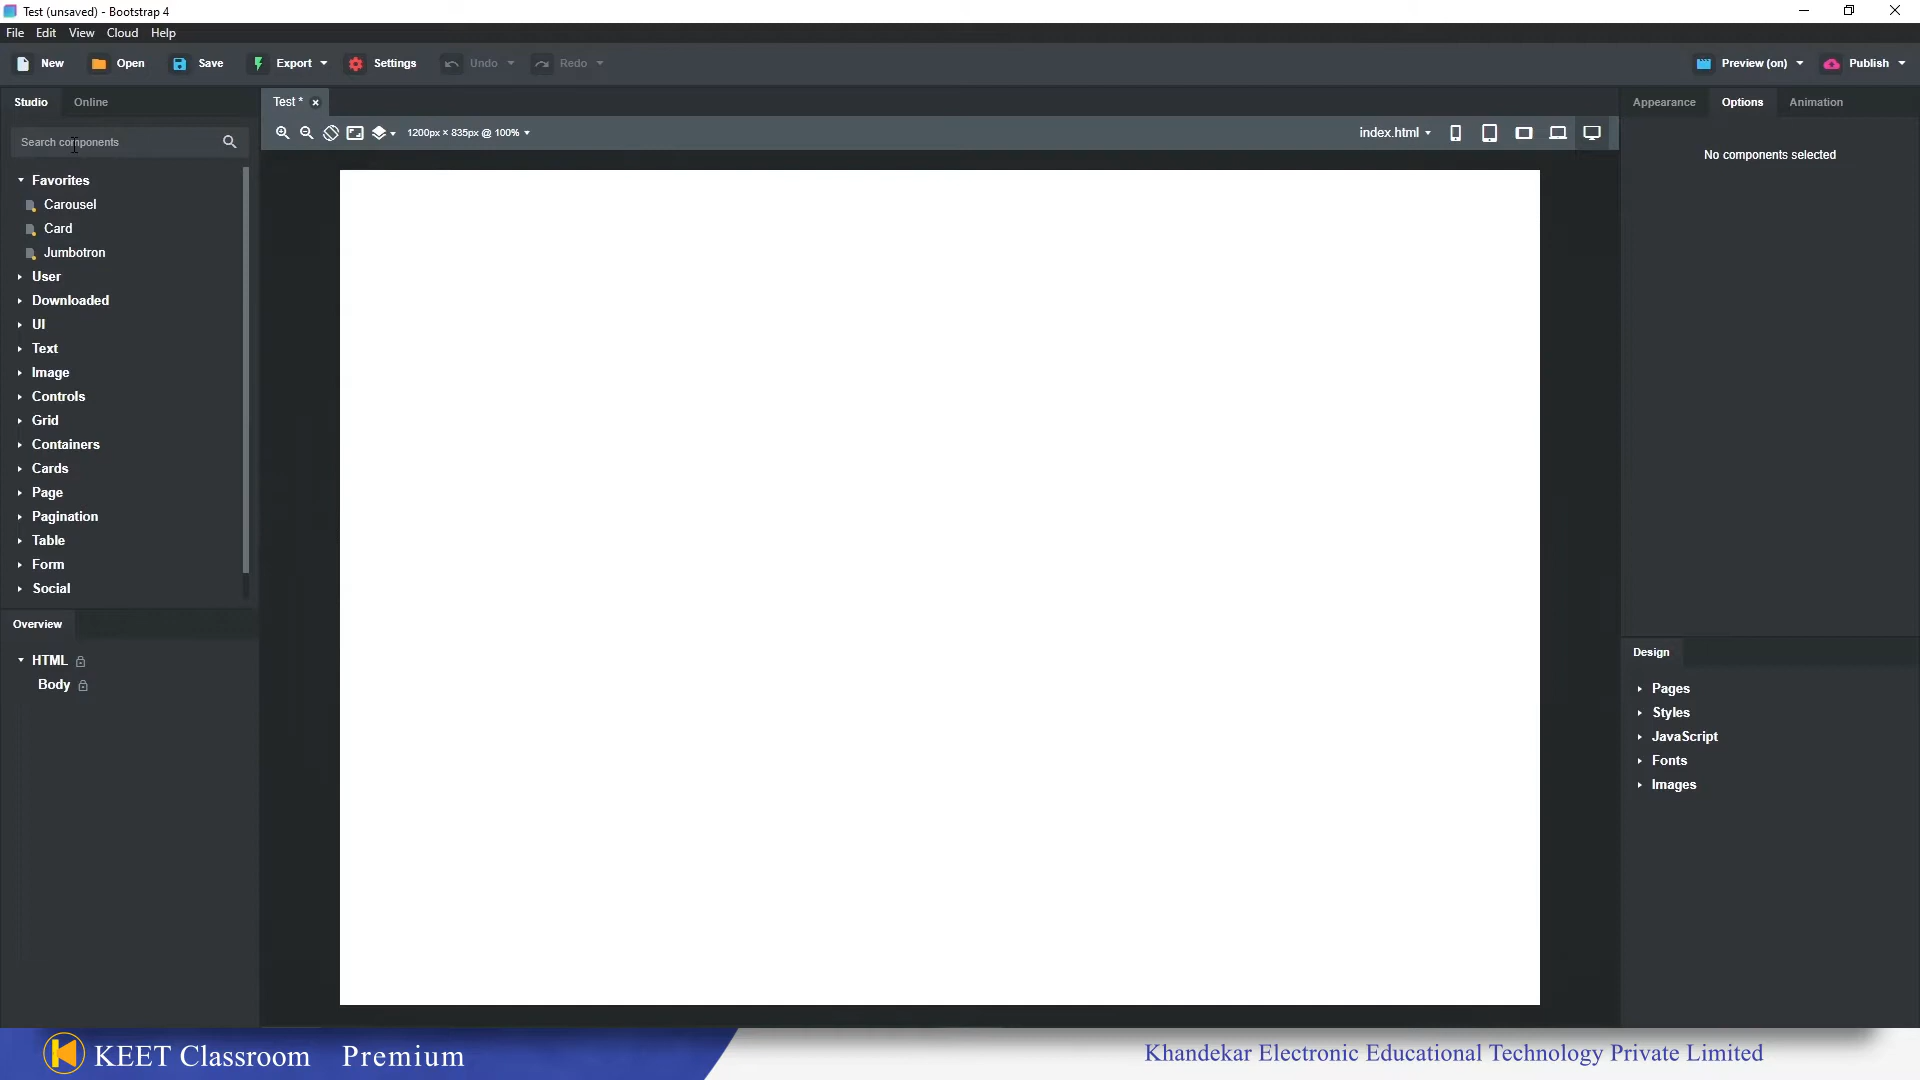 Test (unsaved) - Bootstrap 4
File Edit View Cloud Help
New Open Save Export Settings Undo Redo Preview (on) Publish
Studio Online
Test *
Appearance Options Animation
Search components
1200px × 835px @ 100%
index.html
No components selected
Favorites
Carousel
Card
Jumbotron
User
Downloaded
UI
Text
Image
Controls
Grid
Containers
Cards
Page
Pagination
Table
Form
Social
Overview
HTML
Body
Design
Pages
Styles
JavaScript
Fonts
Images
KEET Classroom Premium
Khandekar Electronic Educational Technology Private Limited